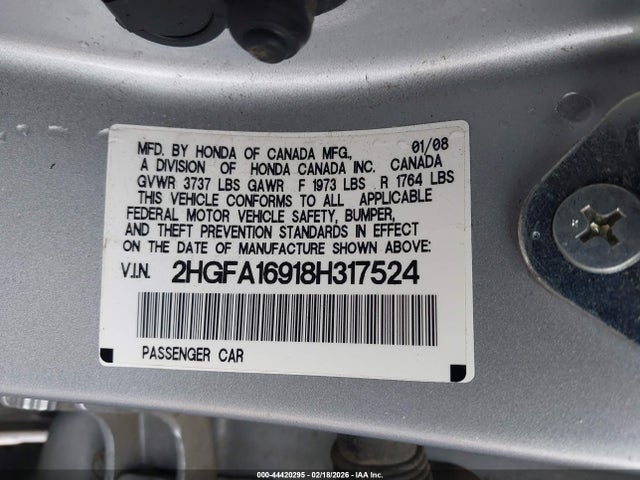 MFD. BY HONDA OF CANADA MFG., 01/08
A DIVISION OF HONDA CANADA INC. CANADA
GVWR 3737 LBS GAWR F 1973 LBS R 1764 LBS
THIS VEHICLE CONFORMS TO ALL APPLICABLE
FEDERAL MOTOR VEHICLE SAFETY, BUMPER,
AND THEFT PREVENTION STANDARDS IN EFFECT
ON THE DATE OF MANUFACTURE SHOWN ABOVE:
V.I.N. 2HGFA16918H317524
PASSENGER CAR
000-44420295 - 02/18/2026 - IAA Inc.